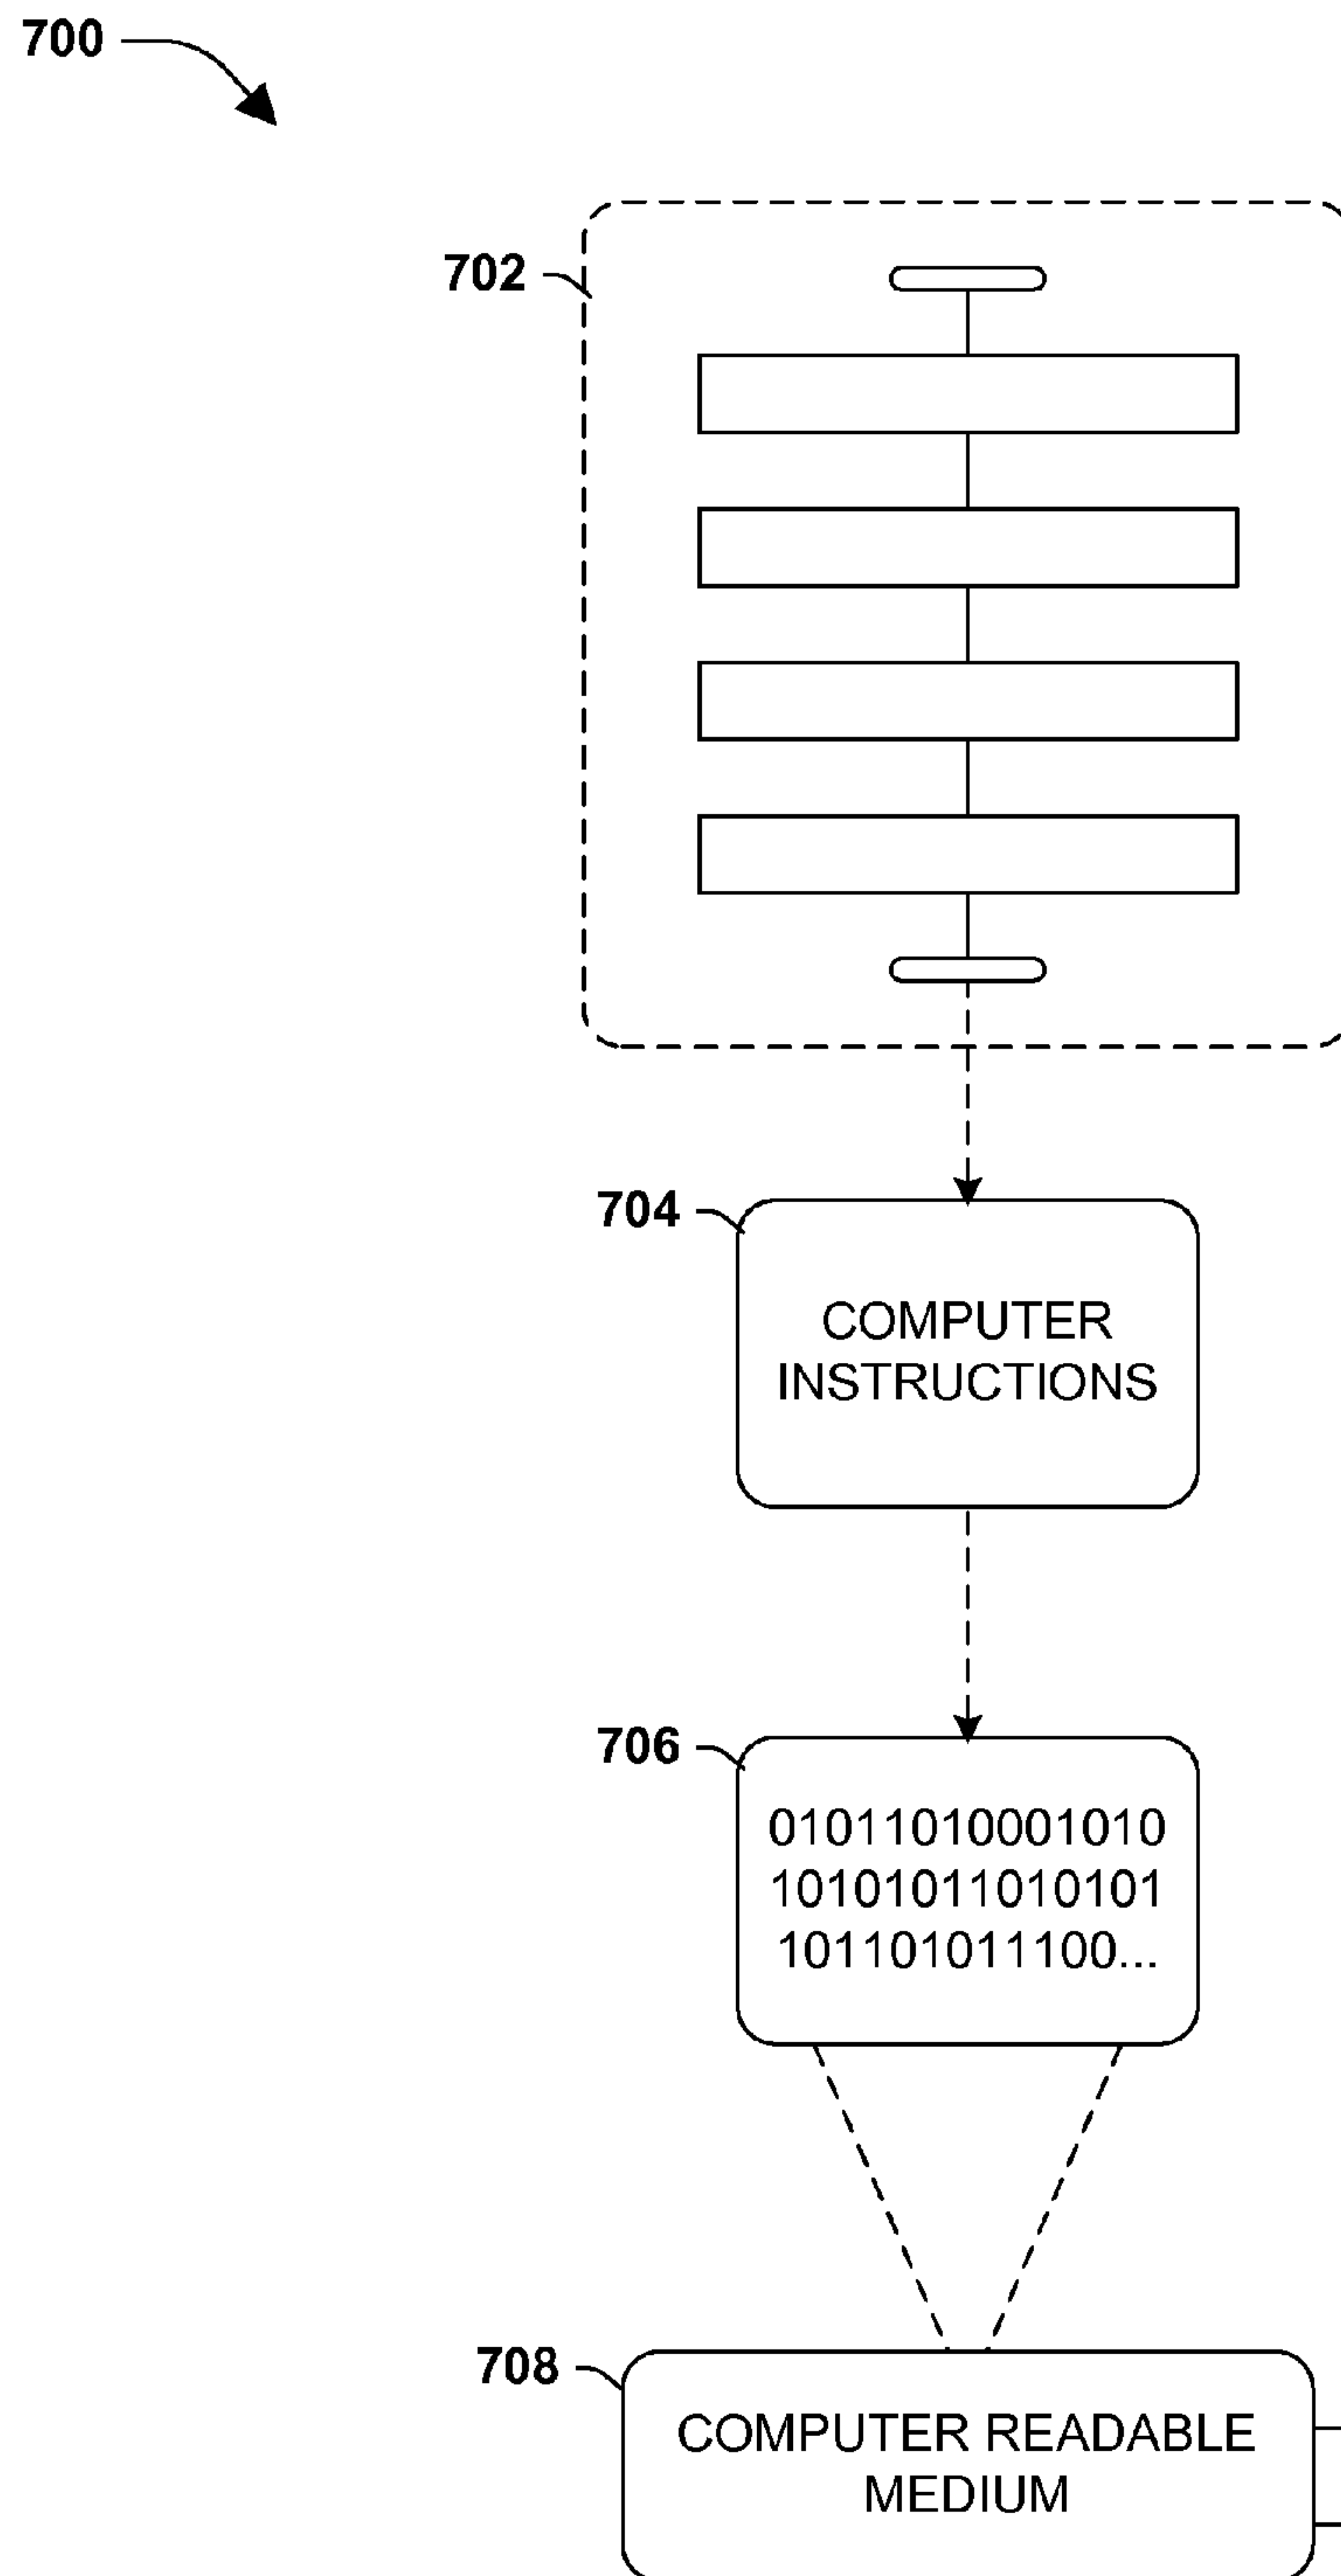 700
702
704
COMPUTER
INSTRUCTIONS
706
01011010001010
10101011010101
101101011100...
708
COMPUTER READABLE
MEDIUM